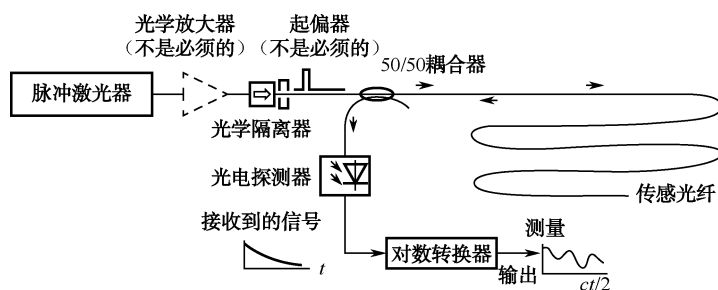 光学放大器
（不是必须的）
起偏器
（不是必须的）
50/50耦合器
脉冲激光器
光学隔离器
光电探测器
传感光纤
接收到的信号
t
对数转换器
输出
测量
ct/2